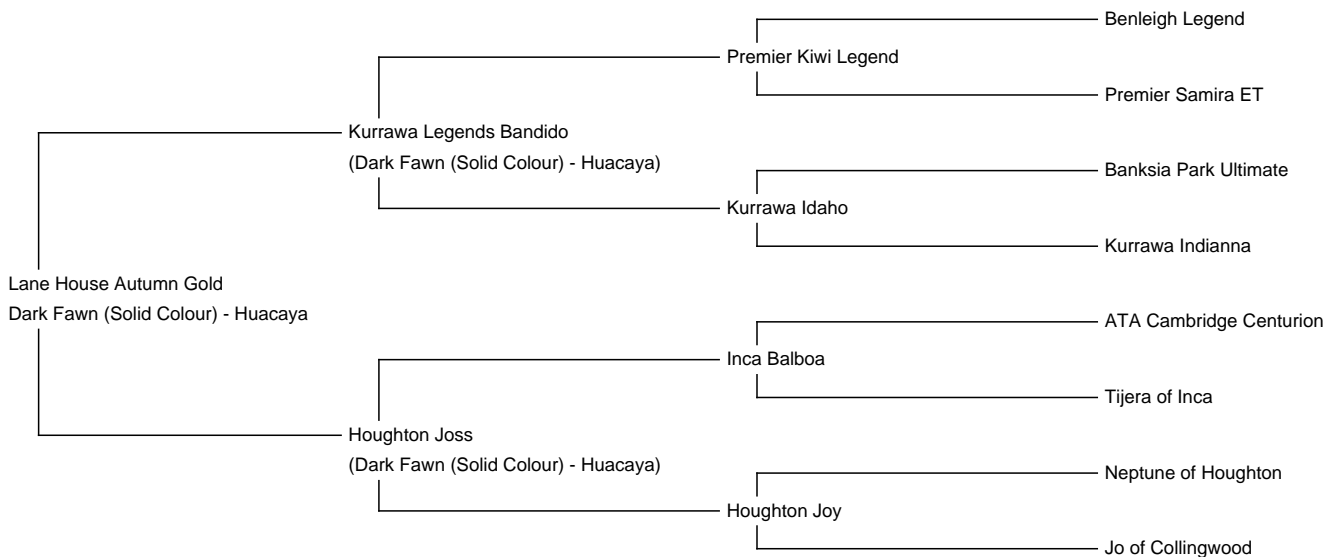 Benleigh Legend
Premier Kiwi Legend
Premier Samira ET
Kurrawa Legends Bandido
(Dark Fawn (Solid Colour) - Huacaya)
Banksia Park Ultimate
Kurrawa Idaho
Kurrawa Indianna
Lane House Autumn Gold
Dark Fawn (Solid Colour) - Huacaya
ATA Cambridge Centurion
Inca Balboa
Tijera of Inca
Houghton Joss
(Dark Fawn (Solid Colour) - Huacaya)
Neptune of Houghton
Houghton Joy
Jo of Collingwood